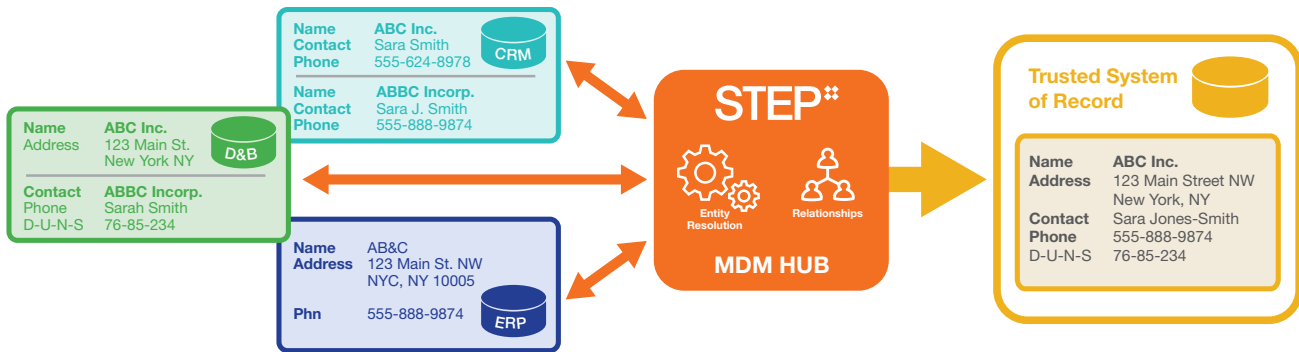 Name ABC Inc.
Contact Sara Smith
Phone 555-624-8978
CRM
Name ABBC Incorp.
Contact Sara J. Smith
Phone 555-888-9874
Name ABC Inc.
Address 123 Main St.
New York NY
D&B
Contact ABBC Incorp.
Phone Sarah Smith
D-U-N-S 76-85-234
Name AB&C
Address 123 Main St. NW
NYC, NY 10005
Phn 555-888-9874
ERP
STEP
Entity
Resolution
Relationships
MDM HUB
Trusted System
of Record
Name ABC Inc.
Address 123 Main Street NW
New York, NY
Contact Sara Jones-Smith
Phone 555-888-9874
D-U-N-S 76-85-234